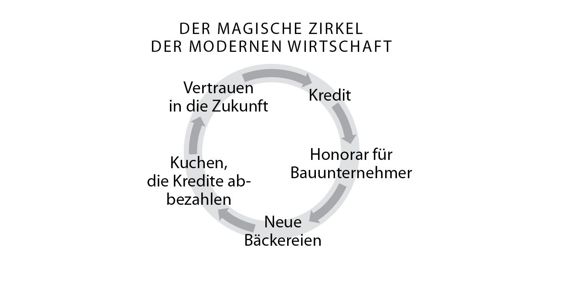 DER MAGISCHE ZIRKEL
DER MODERNEN WIRTSCHAFT
Vertrauen
in die Zukunft
Kredit
Honorar für
Bauunternehmer
Neue
Bäckereien
Kuchen,
die Kredite ab-
bezahlen